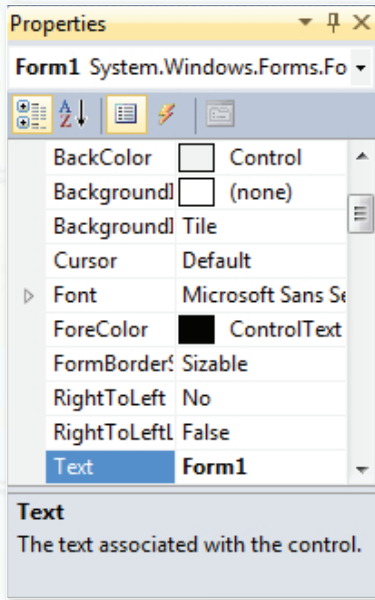 Properties
Form1 System.Windows.Forms.Fo
A Z
BackColor Control
BackgroundI (none)
BackgroundI Tile
Cursor Default
Font Microsoft Sans Se
ForeColor ControlText
FormBorderS Sizable
RightToLeft No
RightToLeftL False
Text Form1
Text
The text associated with the control.